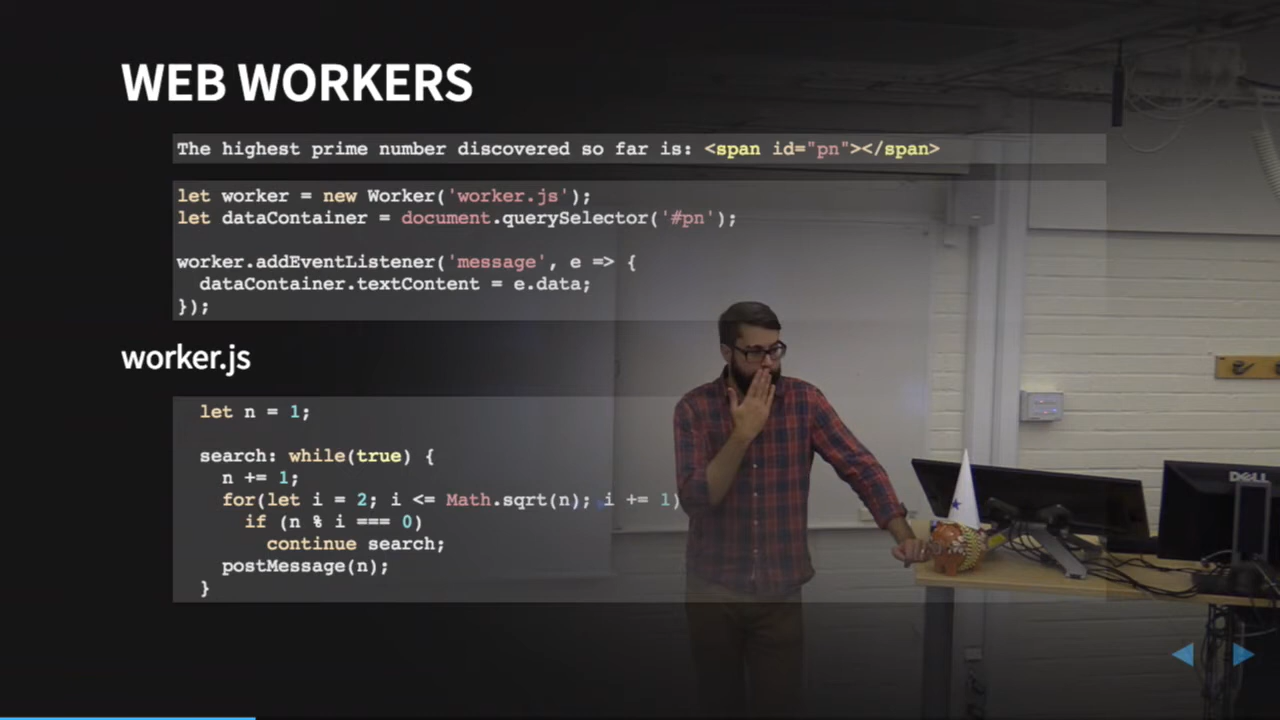 WEB WORKERS
The highest prime number discovered so far is: <span id="pn"></span>
let worker = new Worker('worker.js');
let dataContainer = document.querySelector('#pn');
worker.addEventListener('message', e => {
  dataContainer.textContent = e.data;
});
worker.js
let n = 1;
search: while(true) {
  n += 1;
  for(let i = 2; i <= Math.sqrt(n); i += 1)
    if (n % i === 0)
      continue search;
  postMessage(n);
}
DELL